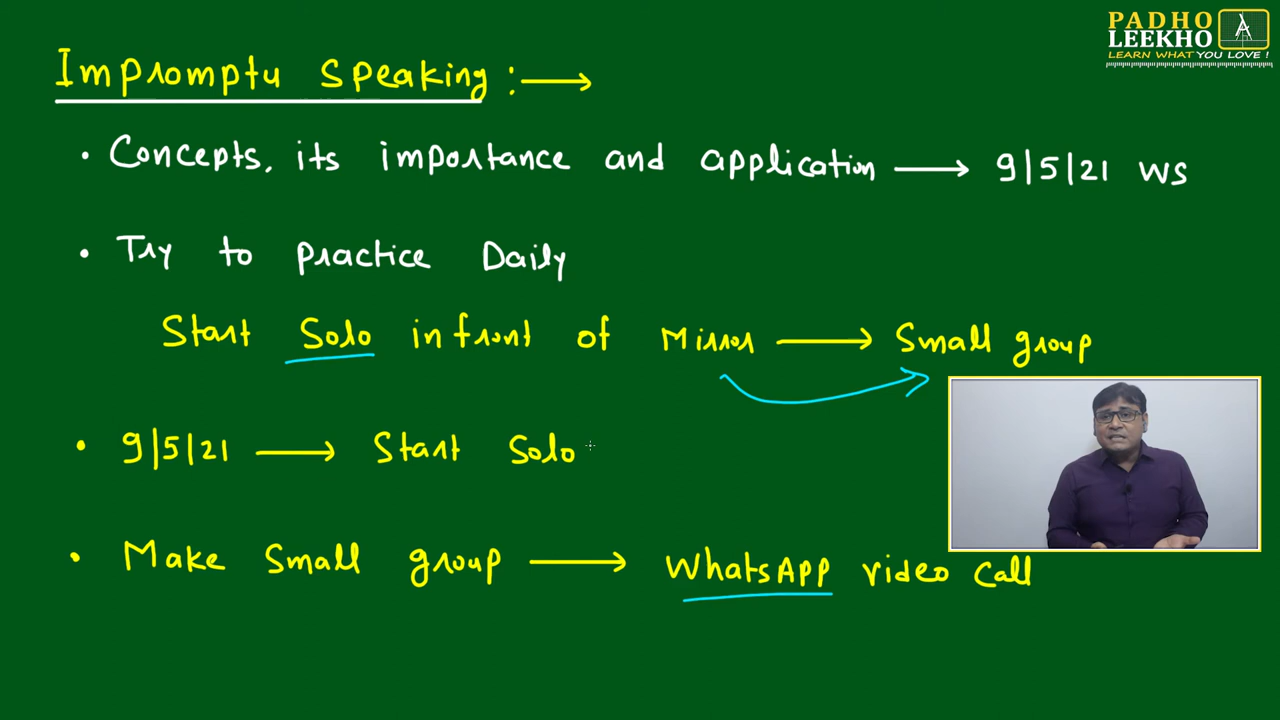 PADHO
LEEKHO
LEARN WHAT YOU LOVE !
Impromptu Speaking :→
• Concepts, its importance and application → 9/5/21 WS
• Try to practice Daily
Start Solo in front of Mirror → Small group
• 9/5/21 → Start Solo
• Make Small group → WhatsAPP video Call